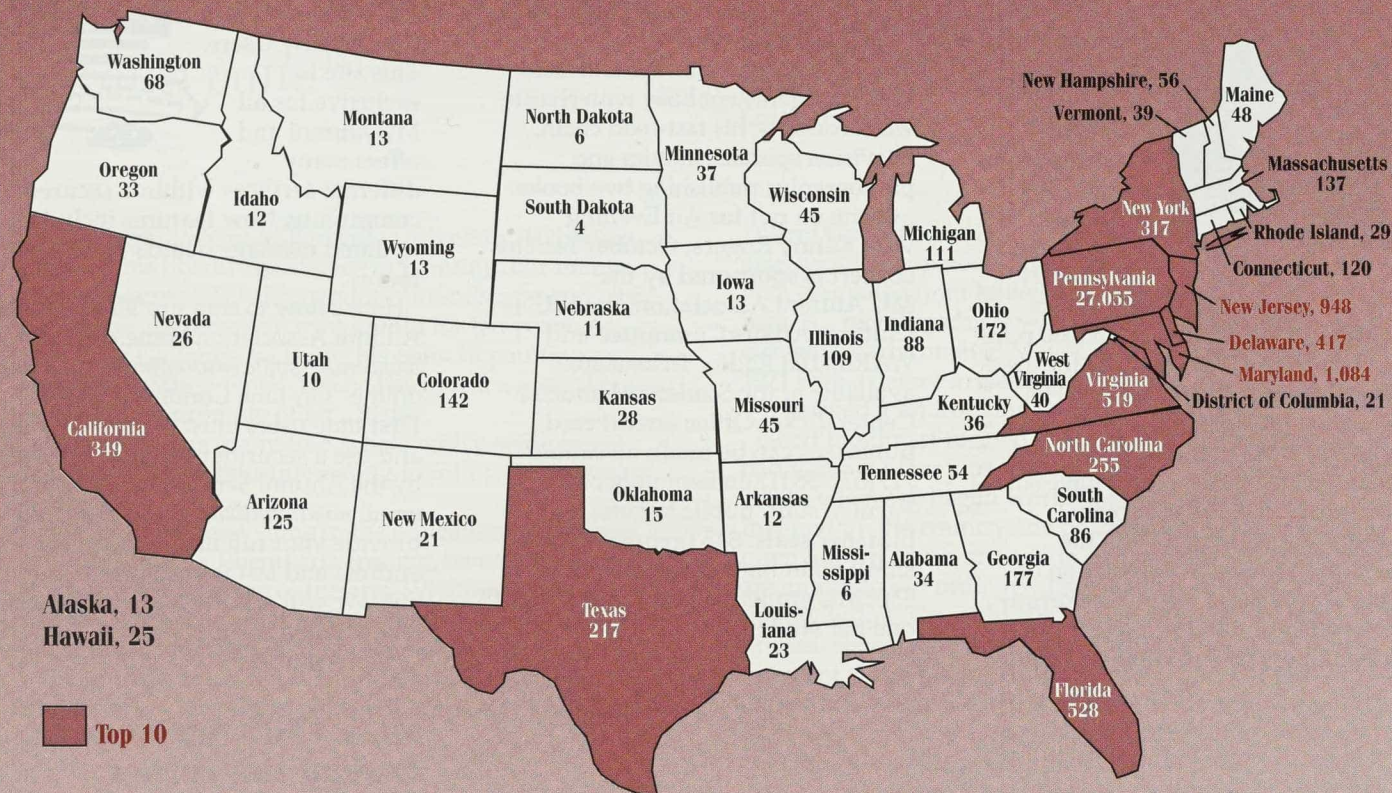 Washington
68
Oregon
33
Idaho
12
Montana
13
Wyoming
13
North Dakota
6
South Dakota
4
Nebraska
11
Minnesota
37
Wisconsin
45
Michigan
111
Iowa
13
Illinois
109
Indiana
88
Ohio
172
California
349
Nevada
26
Utah
10
Colorado
142
Kansas
28
Missouri
45
Kentucky
36
West
Virginia
40
Virginia
519
Arizona
125
New Mexico
21
Oklahoma
15
Arkansas
12
Tennessee 54
North Carolina
255
South
Carolina
86
Texas
217
Louis-
iana
23
Missi-
ssippi
6
Alabama
34
Georgia
177
Florida
528
New Hampshire, 56
Vermont, 39
Maine
48
Massachusetts
137
New York
317
Rhode Island, 29
Connecticut, 120
Pennsylvania
27,055
New Jersey, 948
Delaware, 417
Maryland, 1,084
District of Columbia, 21
Alaska, 13
Hawaii, 25
Top 10